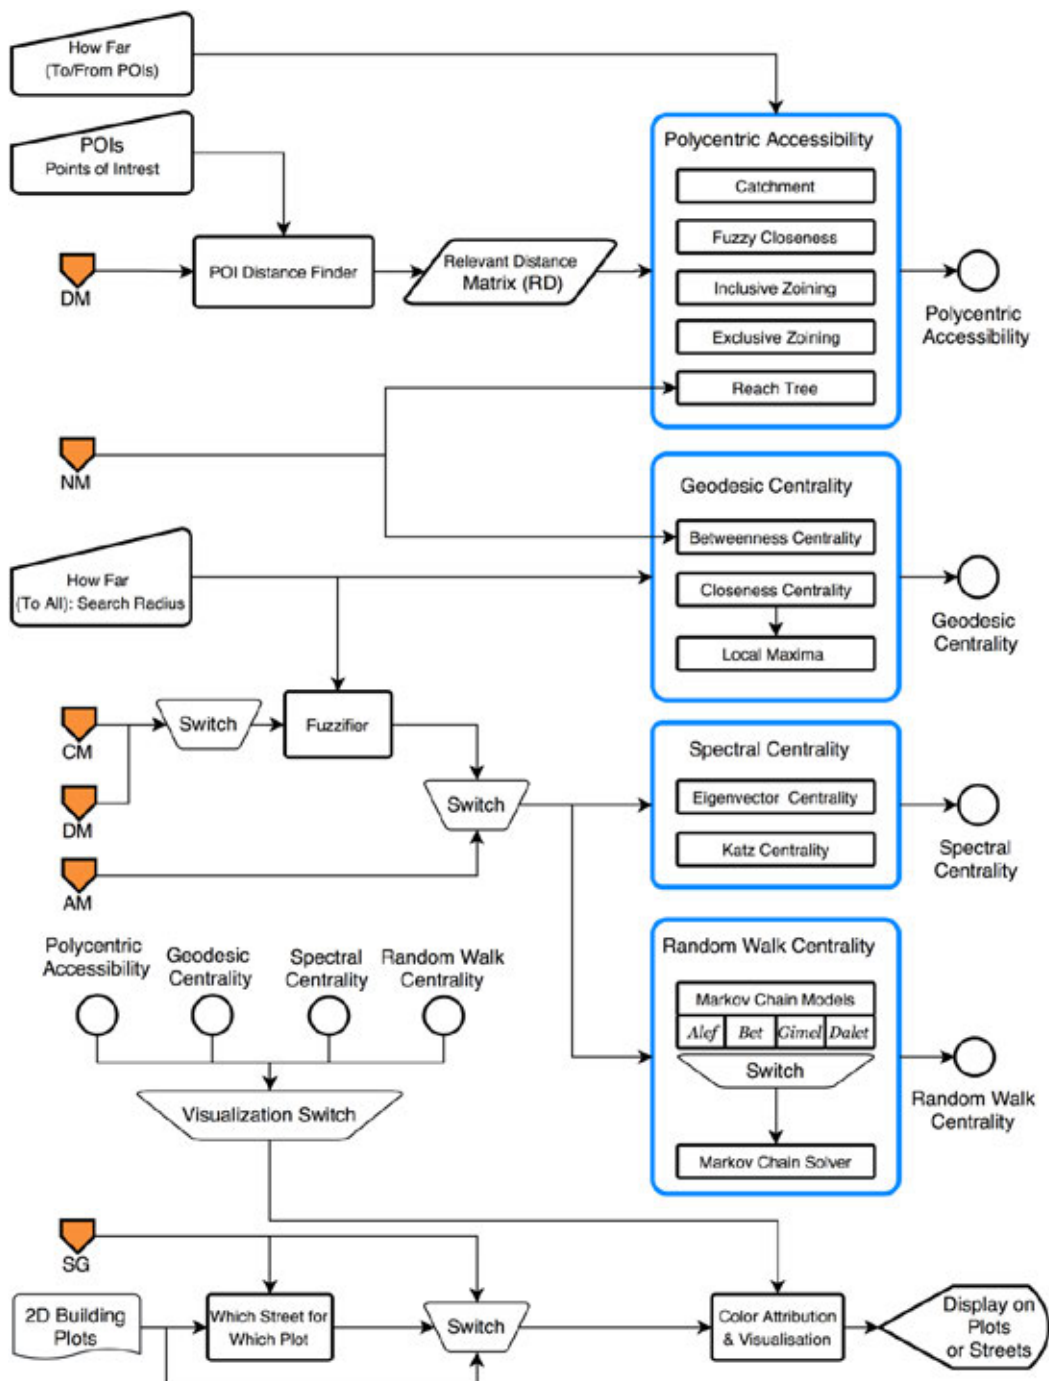 How Far
(To/From POIs)
POIs
Points of Intrest
DM
POI Distance Finder
Relevant Distance
Matrix (RD)
Polycentric Accessibility
Catchment
Fuzzy Closeness
Inclusive Zoining
Exclusive Zoining
Reach Tree
Polycentric
Accessibility
NM
Geodesic Centrality
Betweenness Centrality
Closeness Centrality
Local Maxima
Geodesic
Centrality
How Far
(To All): Search Radius
CM
Switch
Fuzzifier
DM
Switch
AM
Spectral Centrality
Eigenvector Centrality
Katz Centrality
Spectral
Centrality
Polycentric
Accessibility
Geodesic
Centrality
Spectral
Centrality
Random Walk
Centrality
Visualization Switch
Random Walk Centrality
Markov Chain Models
Alef Bet Gimel Dalet
Switch
Markov Chain Solver
Random Walk
Centrality
SG
2D Building
Plots
Which Street for
Which Plot
Switch
Color Attribution
& Visualisation
Display on
Plots
or Streets